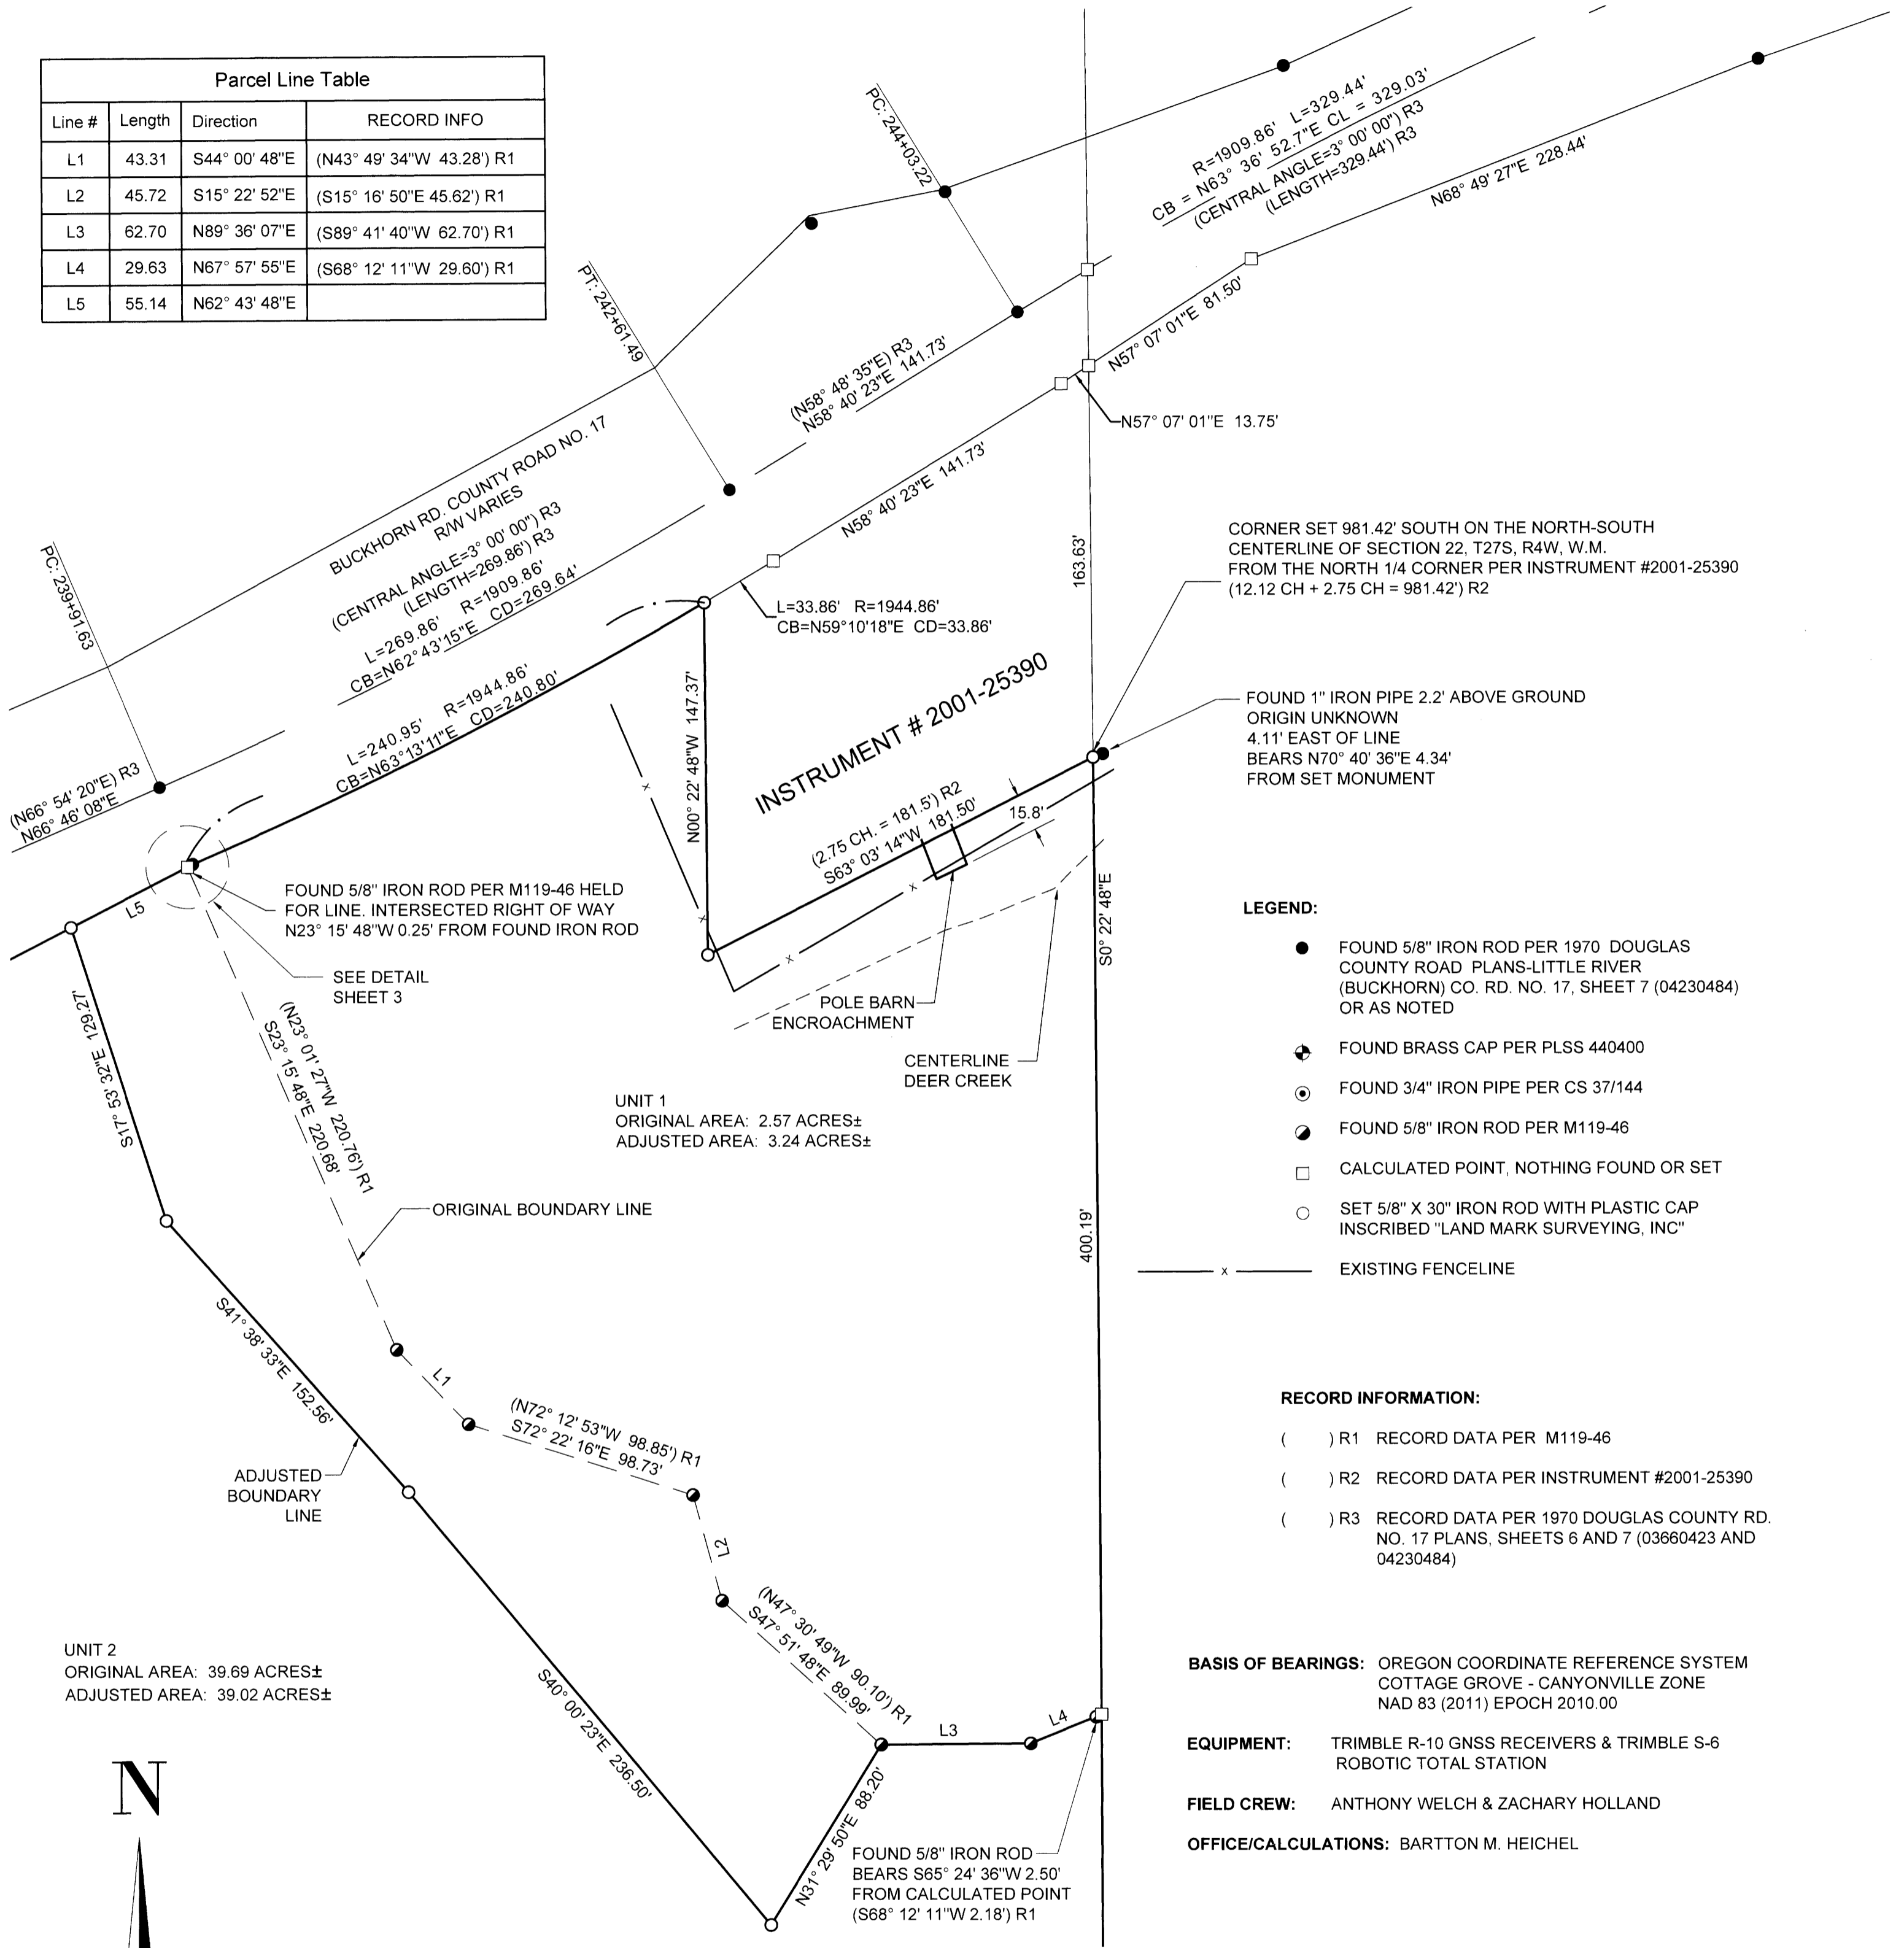 Parcel Line Table
Line # Length Direction RECORD INFO
L1 43.31 S44° 00' 48"E (N43° 49' 34"W 43.28') R1
L2 45.72 S15° 22' 52"E (S15° 16' 50"E 45.62') R1
L3 62.70 N89° 36' 07"E (S89° 41' 40"W 62.70') R1
L4 29.63 N67° 57' 55"E (S68° 12' 11"W 29.60') R1
L5 55.14 N62° 43' 48"E
PC: 244+03.22
R=1909.86' L=329.44'
CB = N63° 36' 52.7"E CL = 329.03'
(CENTRAL ANGLE=3° 00' 00") R3
(LENGTH=329.44') R3
N68° 49' 27"E 228.44'
PT: 242+61.49
(N58° 48' 35"E) R3
N58° 40' 23"E 141.73'
N57° 07' 01"E 81.50'
N57° 07' 01"E 13.75'
N58° 40' 23"E 141.73'
163.63'
BUCKHORN RD. COUNTY ROAD NO. 17
R/W VARIES
(CENTRAL ANGLE=3° 00' 00") R3
(LENGTH=269.86') R3
L=269.86' R=1909.86'
CB=N62°43'15"E CD=269.64'
PC: 239+91.63
L=240.95' R=1944.86'
CB=N63°13'11"E CD=240.80'
L=33.86' R=1944.86'
CB=N59°10'18"E CD=33.86'
(N66° 54' 20"E) R3
N66° 46' 08"E
N00° 22' 48"W 147.37'
INSTRUMENT # 2001-25390
(2.75 CH. = 181.5') R2
S63° 03' 14"W 181.50'
15.8'
CORNER SET 981.42' SOUTH ON THE NORTH-SOUTH
CENTERLINE OF SECTION 22, T27S, R4W, W.M.
FROM THE NORTH 1/4 CORNER PER INSTRUMENT #2001-25390
(12.12 CH + 2.75 CH = 981.42') R2
FOUND 1" IRON PIPE 2.2' ABOVE GROUND
ORIGIN UNKNOWN
4.11' EAST OF LINE
BEARS N70° 40' 36"E 4.34'
FROM SET MONUMENT
L5
FOUND 5/8" IRON ROD PER M119-46 HELD
FOR LINE. INTERSECTED RIGHT OF WAY
N23° 15' 48"W 0.25' FROM FOUND IRON ROD
SEE DETAIL
SHEET 3
S0° 22' 48"E
400.19'
POLE BARN
ENCROACHMENT
CENTERLINE
DEER CREEK
S17° 53' 32"E 129.27'
(N23° 01' 27"W 220.76') R1
S23° 15' 48"E 220.68'
UNIT 1
ORIGINAL AREA: 2.57 ACRES±
ADJUSTED AREA: 3.24 ACRES±
ORIGINAL BOUNDARY LINE
S41° 38' 33"E 152.56'
L1
(N72° 12' 53"W 98.85') R1
S72° 22' 16"E 98.73'
ADJUSTED
BOUNDARY
LINE
L2
(N47° 30' 49"W 90.10') R1
S47° 51' 48"E 89.99'
UNIT 2
ORIGINAL AREA: 39.69 ACRES±
ADJUSTED AREA: 39.02 ACRES±
S40° 00' 23"E 236.50'
L3
L4
N31° 29' 50"E 88.20'
FOUND 5/8" IRON ROD
BEARS S65° 24' 36"W 2.50'
FROM CALCULATED POINT
(S68° 12' 11"W 2.18') R1
N
LEGEND:
FOUND 5/8" IRON ROD PER 1970 DOUGLAS
COUNTY ROAD PLANS-LITTLE RIVER
(BUCKHORN) CO. RD. NO. 17, SHEET 7 (04230484)
OR AS NOTED
FOUND BRASS CAP PER PLSS 440400
FOUND 3/4" IRON PIPE PER CS 37/144
FOUND 5/8" IRON ROD PER M119-46
CALCULATED POINT, NOTHING FOUND OR SET
SET 5/8" X 30" IRON ROD WITH PLASTIC CAP
INSCRIBED "LAND MARK SURVEYING, INC"
x EXISTING FENCELINE
RECORD INFORMATION:
( ) R1 RECORD DATA PER M119-46
( ) R2 RECORD DATA PER INSTRUMENT #2001-25390
( ) R3 RECORD DATA PER 1970 DOUGLAS COUNTY RD.
NO. 17 PLANS, SHEETS 6 AND 7 (03660423 AND
04230484)
BASIS OF BEARINGS: OREGON COORDINATE REFERENCE SYSTEM
COTTAGE GROVE - CANYONVILLE ZONE
NAD 83 (2011) EPOCH 2010.00
EQUIPMENT: TRIMBLE R-10 GNSS RECEIVERS & TRIMBLE S-6
ROBOTIC TOTAL STATION
FIELD CREW: ANTHONY WELCH & ZACHARY HOLLAND
OFFICE/CALCULATIONS: BARTTON M. HEICHEL